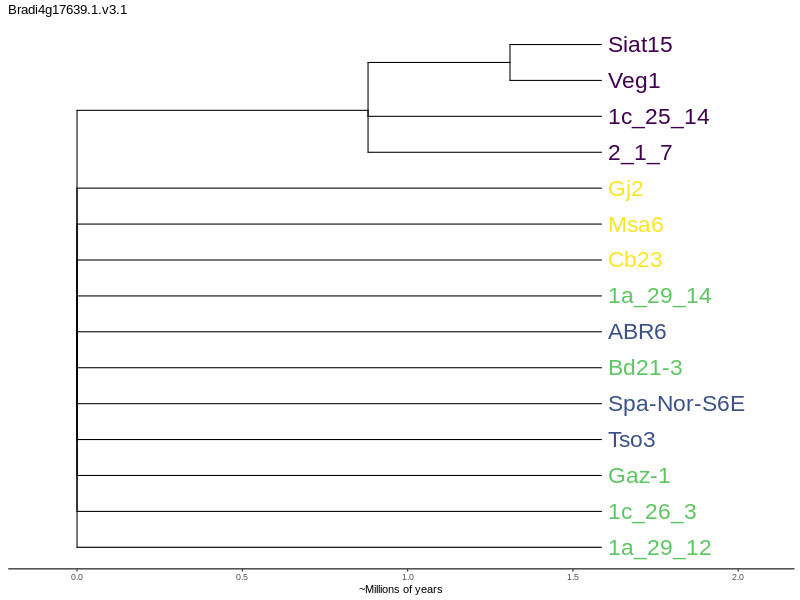 Bradi4g17639.1.v3.1
Siat15
Veg1
1c_25_14
2_1_7
Gj2
Msa6
Cb23
1a_29_14
ABR6
Bd21-3
Spa-Nor-S6E
Tso3
Gaz-1
1c_26_3
1a_29_12
0.0 0.5 1.0 1.5 2.0
~Millions of years